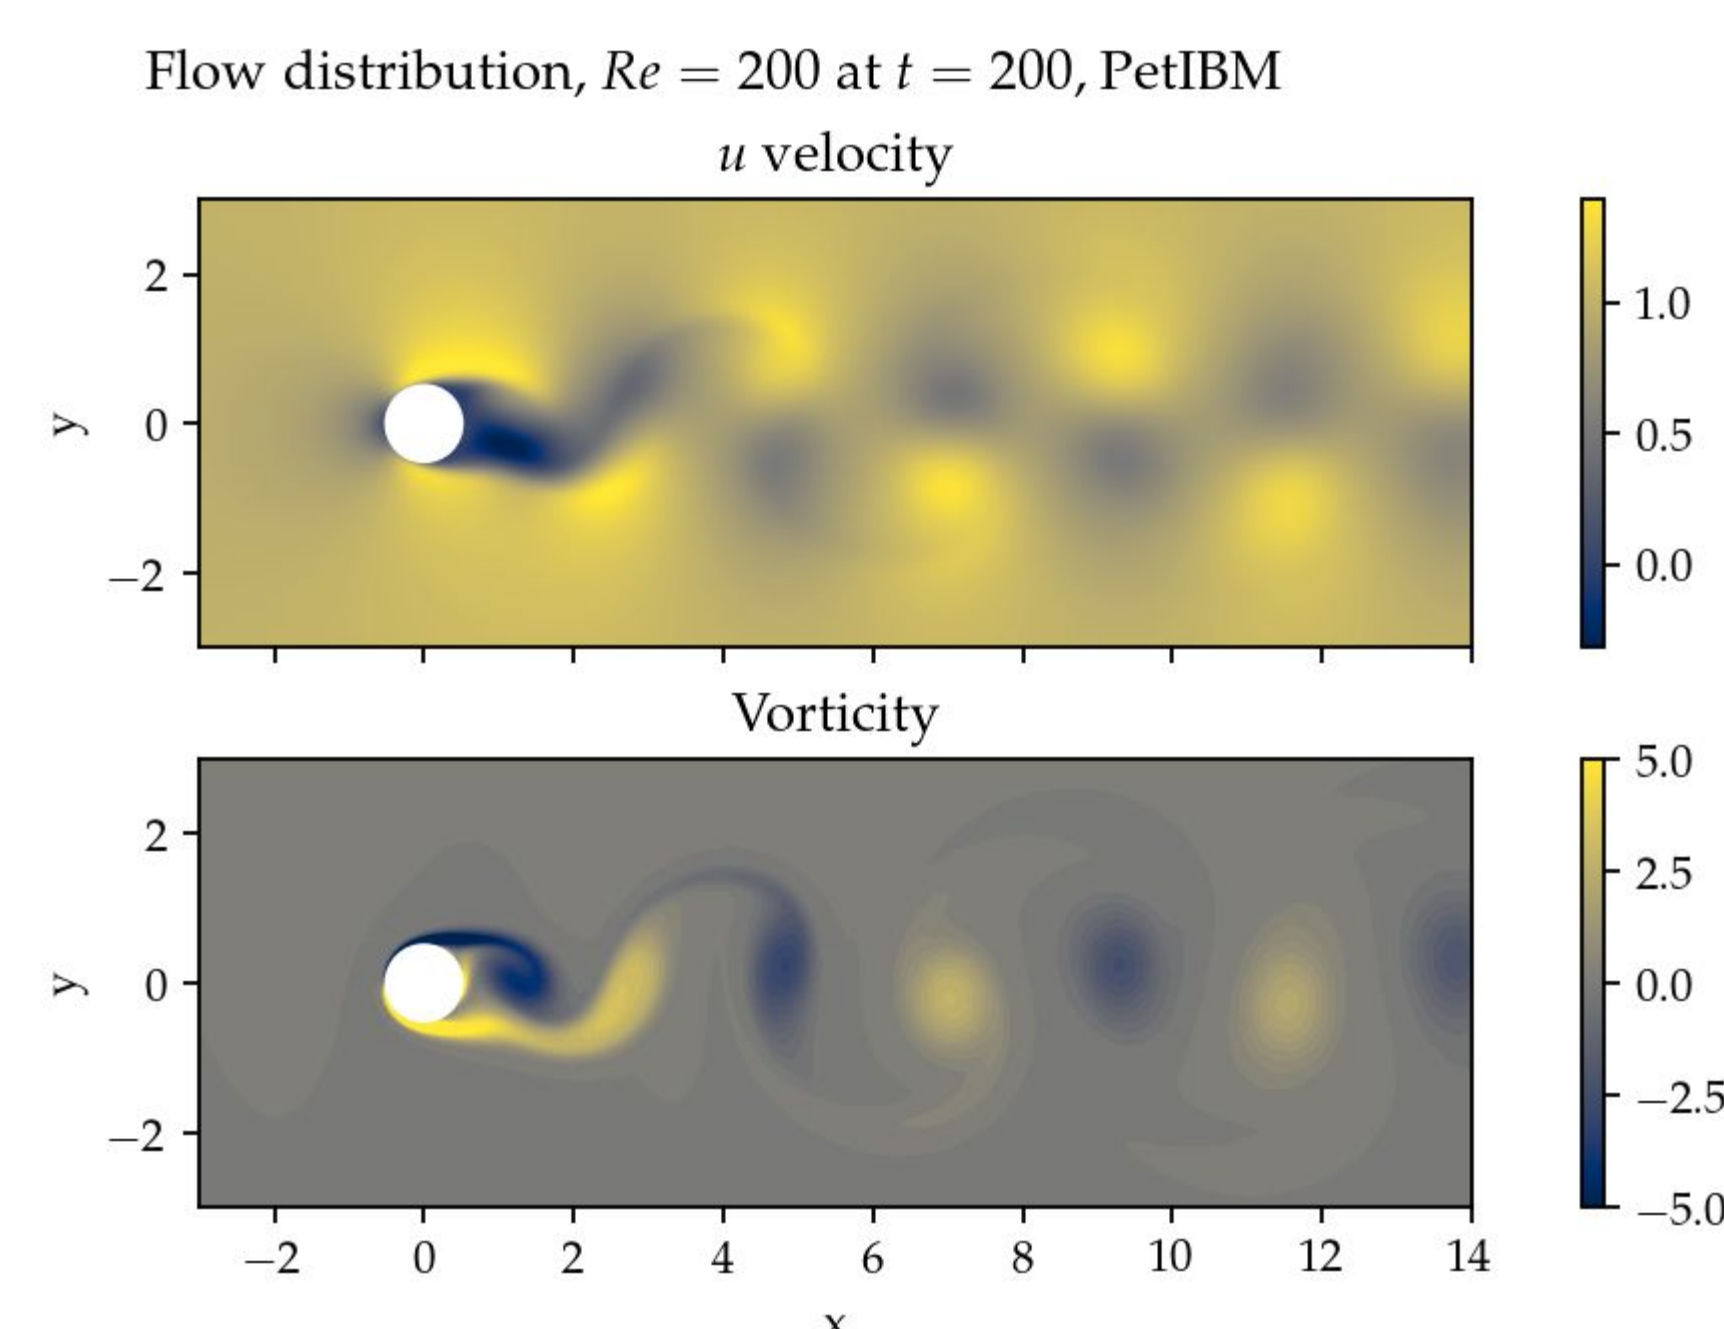 Flow distribution, Re = 200 at t = 200, PetIBM
u velocity
2
0
−2
y
1.0
0.5
0.0
Vorticity
2
0
−2
y
−2 0 2 4 6 8 10 12 14
x
5.0
2.5
0.0
−2.5
−5.0